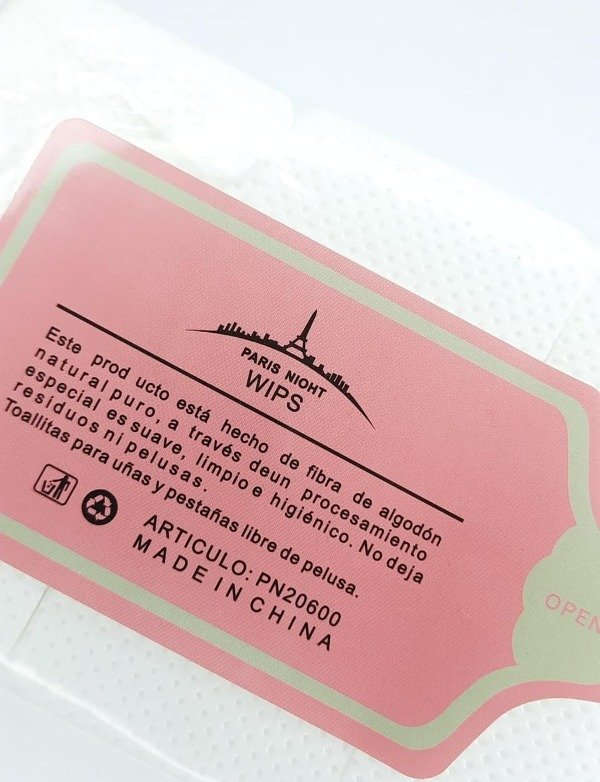 PARIS NIOHT
WIPS
Este prod ucto está hecho de fibra de algodón
natural puro, a través deun procesamiento
especial es suave, limpio e higiénico. No deja
residuos ni pelusas.
Toallitas para uñas y pestañas libre de pelusa.
ARTICULO: PN20600
MADE IN CHINA
OPEN